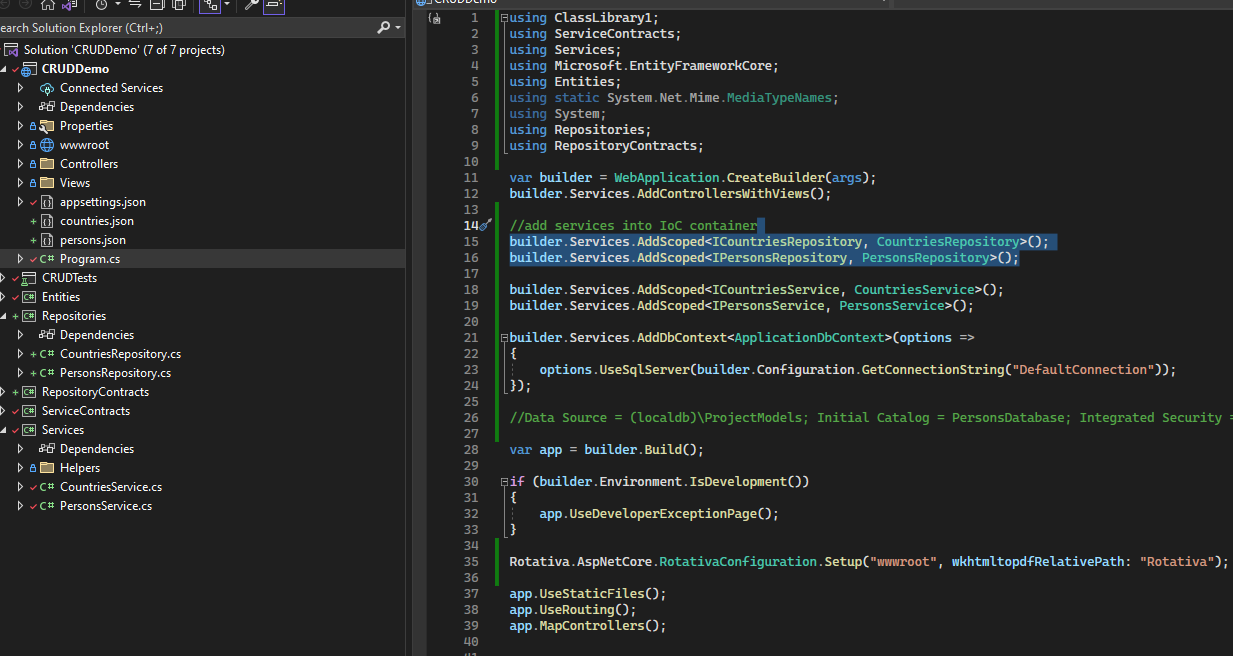 CRUDDemo
earch Solution Explorer (Ctrl+;)
Solution 'CRUDDemo' (7 of 7 projects)
CRUDDemo
Connected Services
Dependencies
Properties
wwwroot
Controllers
Views
appsettings.json
countries.json
persons.json
C# Program.cs
CRUDTests
C# Entities
C# Repositories
Dependencies
C# CountriesRepository.cs
C# PersonsRepository.cs
C# RepositoryContracts
C# ServiceContracts
C# Services
Dependencies
Helpers
C# CountriesService.cs
C# PersonsService.cs
1 using ClassLibrary1;
2 using ServiceContracts;
3 using Services;
4 using Microsoft.EntityFrameworkCore;
5 using Entities;
6 using static System.Net.Mime.MediaTypeNames;
7 using System;
8 using Repositories;
9 using RepositoryContracts;
10
11 var builder = WebApplication.CreateBuilder(args);
12 builder.Services.AddControllersWithViews();
13
14 //add services into IoC container
15 builder.Services.AddScoped<ICountriesRepository, CountriesRepository>();
16 builder.Services.AddScoped<IPersonsRepository, PersonsRepository>();
17
18 builder.Services.AddScoped<ICountriesService, CountriesService>();
19 builder.Services.AddScoped<IPersonsService, PersonsService>();
20
21 builder.Services.AddDbContext<ApplicationDbContext>(options =>
22 {
23 options.UseSqlServer(builder.Configuration.GetConnectionString("DefaultConnection"));
24 });
25
26 //Data Source = (localdb)\ProjectModels; Initial Catalog = PersonsDatabase; Integrated Security =
27
28 var app = builder.Build();
29
30 if (builder.Environment.IsDevelopment())
31 {
32 app.UseDeveloperExceptionPage();
33 }
34
35 Rotativa.AspNetCore.RotativaConfiguration.Setup("wwwroot", wkhtmltopdfRelativePath: "Rotativa");
36
37 app.UseStaticFiles();
38 app.UseRouting();
39 app.MapControllers();
40